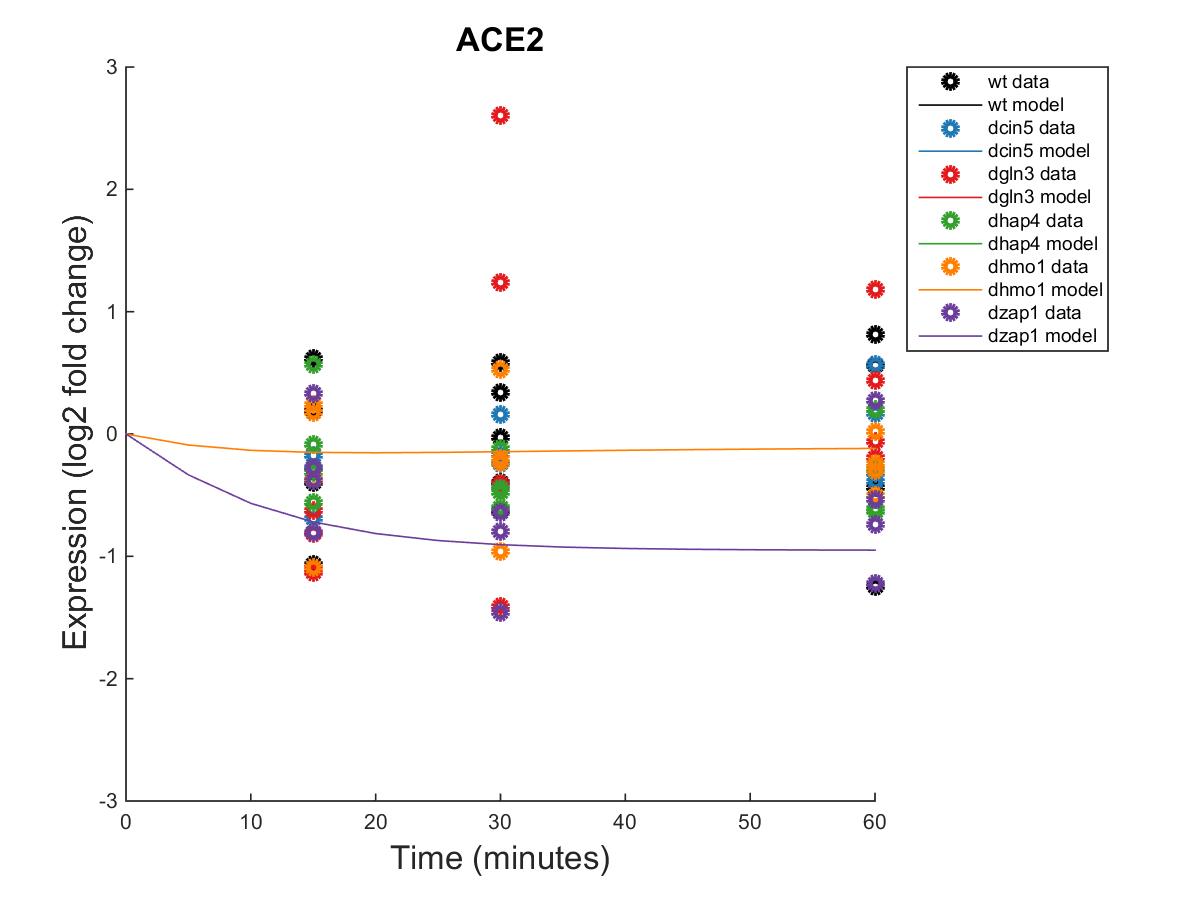 ACE2
3
2
1
0
-1
-2
-3
Expression (log2 fold change)
0 10 20 30 40 50 60
Time (minutes)
wt data
wt model
dcin5 data
dcin5 model
dgln3 data
dgln3 model
dhap4 data
dhap4 model
dhmo1 data
dhmo1 model
dzap1 data
dzap1 model